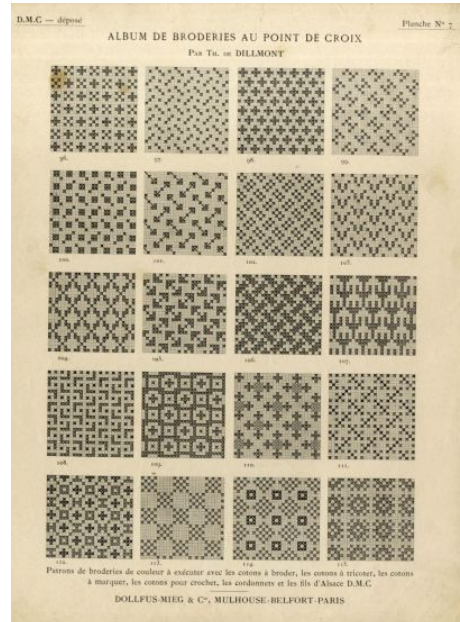 D.M.C — déposé
Planche Nº 7
ALBUM DE BRODERIES AU POINT DE CROIX
Par Th. de DILLMONT
96. 97. 98. 99.
100. 101. 102. 103.
104. 105. 106. 107.
108. 109. 110. 111.
112. 113. 114. 115.
Patrons de broderies de couleur à exécuter avec les cotons à broder, les cotons à tricoter, les cotons
à marquer, les cotons pour crochet, les cordonnets et les fils d'Alsace D.M.C
DOLLFUS-MIEG & Cie, MULHOUSE-BELFORT-PARIS